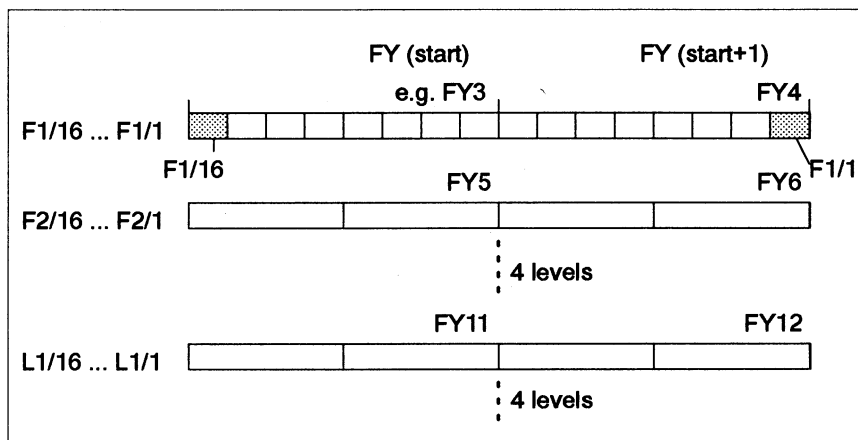 FY (start) FY (start+1)
e.g. FY3 FY4
F1/16 ... F1/1
F1/16 F1/1
FY5 FY6
F2/16 ... F2/1
4 levels
FY11 FY12
L1/16 ... L1/1
4 levels